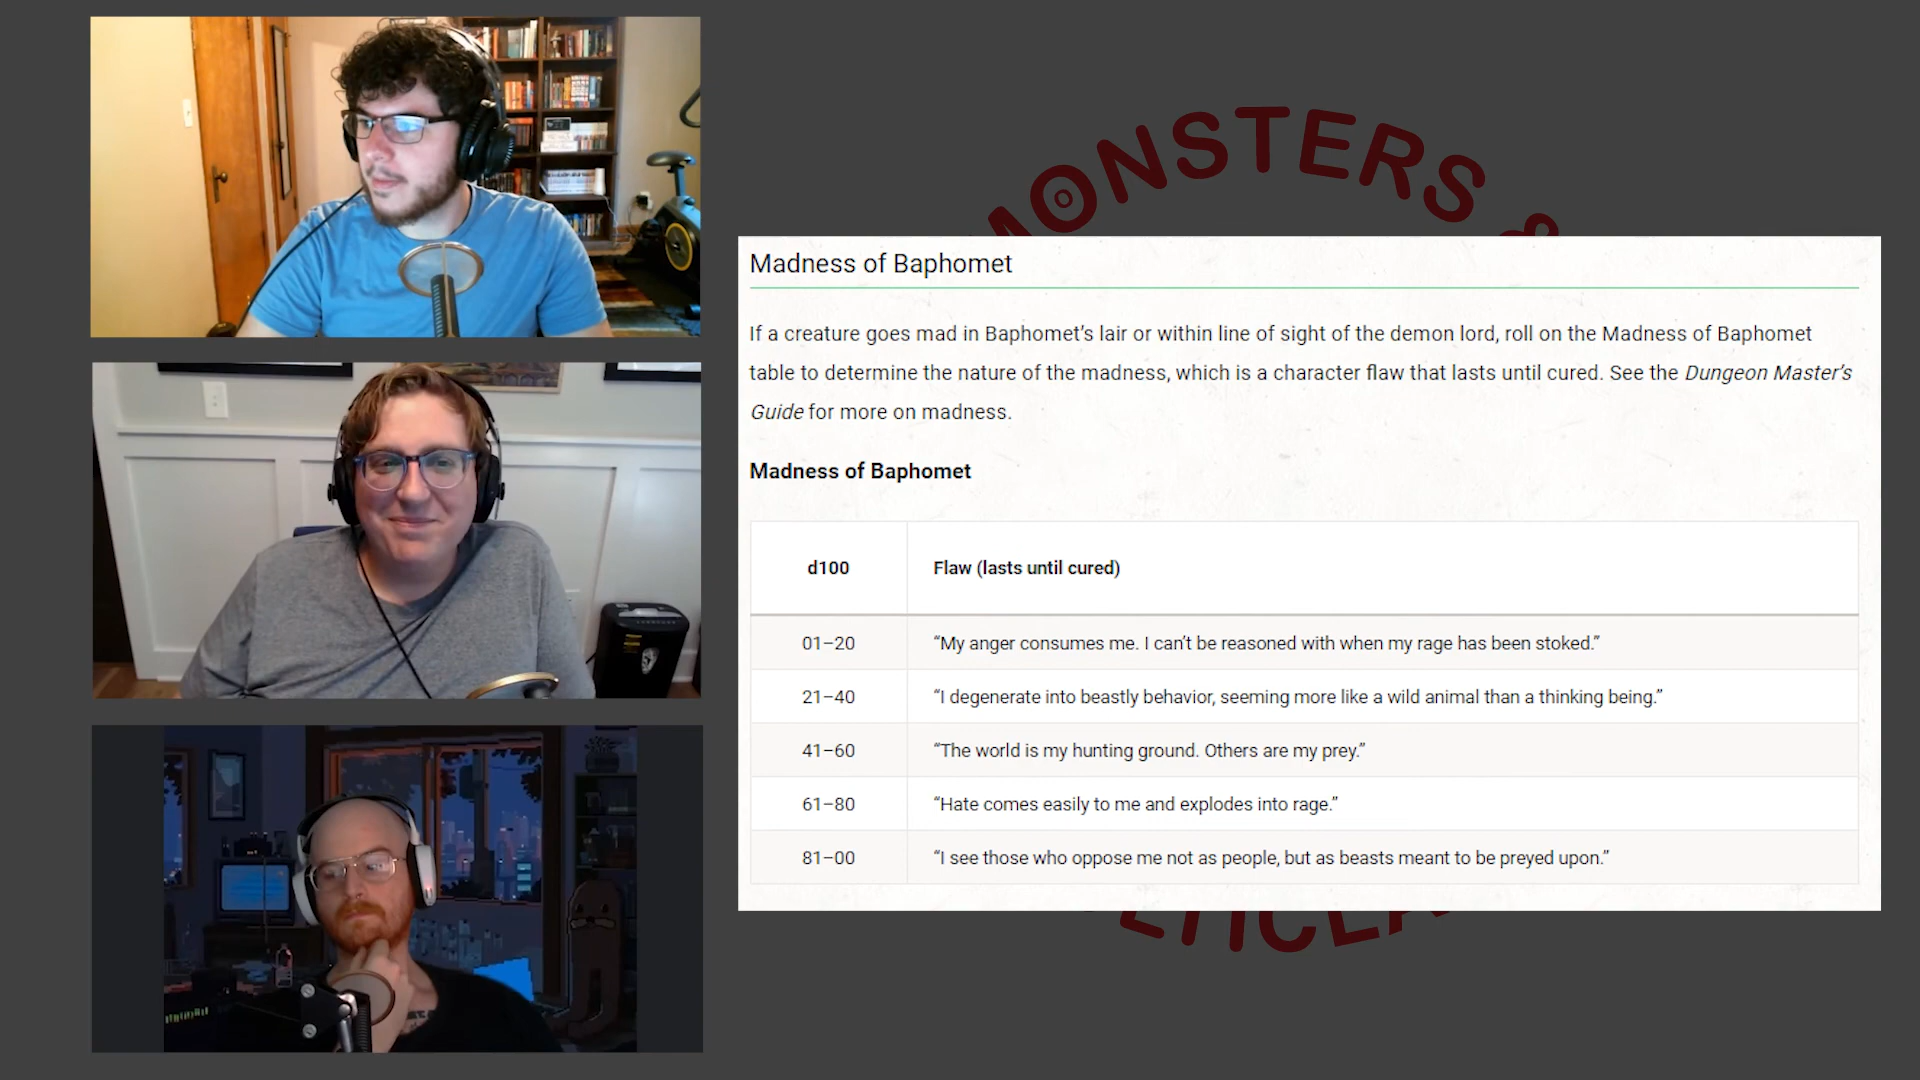 MONSTERS &
Madness of Baphomet
If a creature goes mad in Baphomet’s lair or within line of sight of the demon lord, roll on the Madness of Baphomet
table to determine the nature of the madness, which is a character flaw that lasts until cured. See the Dungeon Master’s
Guide for more on madness.
Madness of Baphomet
d100 Flaw (lasts until cured)
01–20 “My anger consumes me. I can’t be reasoned with when my rage has been stoked.”
21–40 “I degenerate into beastly behavior, seeming more like a wild animal than a thinking being.”
41–60 “The world is my hunting ground. Others are my prey.”
61–80 “Hate comes easily to me and explodes into rage.”
81–00 “I see those who oppose me not as people, but as beasts meant to be preyed upon.”